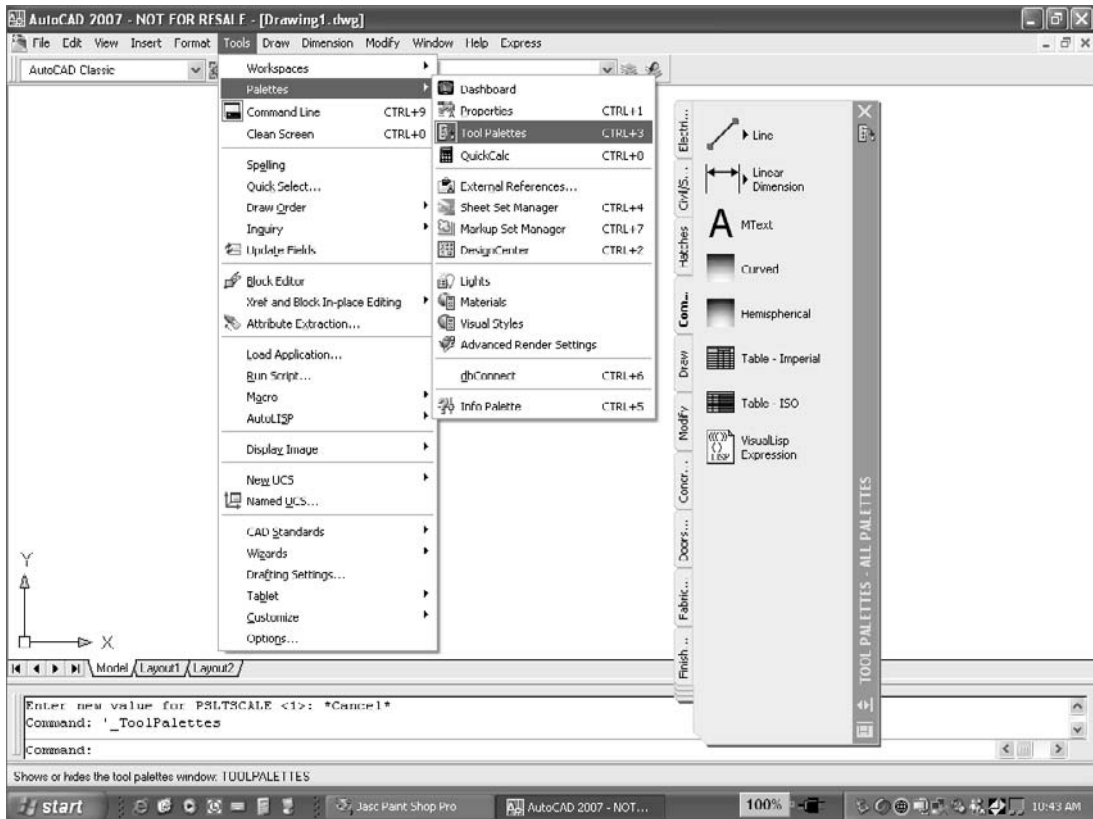 AutoCAD 2007 - NOT FOR RESALE - [Drawing1.dwg]
File Edit View Insert Format Tools Draw Dimension Modify Window Help Express
AutoCAD Classic
Workspaces
Palettes
Command Line CTRL+9
Clean Screen CTRL+0
Spelling
Quick Select...
Draw Order
Inquiry
Update Fields
Block Editor
Xref and Block In-place Editing
Attribute Extraction...
Load Application...
Run Script...
Macro
AutoLISP
Display Image
New UCS
Named UCS...
CAD Standards
Wizards
Drafting Settings...
Tablet
Customize
Options...
Dashboard
Properties CTRL+1
Tool Palettes CTRL+3
QuickCalc CTRL+8
External References...
Sheet Set Manager CTRL+4
Markup Set Manager CTRL+7
DesignCenter CTRL+2
Lights
Materials
Visual Styles
Advanced Render Settings
dbConnect CTRL+6
Info Palette CTRL+5
Electri...
Civil/S...
Hatches
Com...
Draw
Modify
Concr...
Doors...
Fabric...
Finish ..
Line
Linear
Dimension
A MText
Curved
Hemispherical
Table - Imperial
Table - ISO
LISP
VisualLisp
Expression
TOOL PALETTES - ALL PALETTES
Y
X
Model Layout1 Layout2
Enter new value for PSLTSCALE <1>: *Cancel*
Command: '_ToolPalettes
Command:
Shows or hides the tool palettes window: TOOLPALETTES
start Jasc Paint Shop Pro AutoCAD 2007 - NOT... 100% 10:43 AM